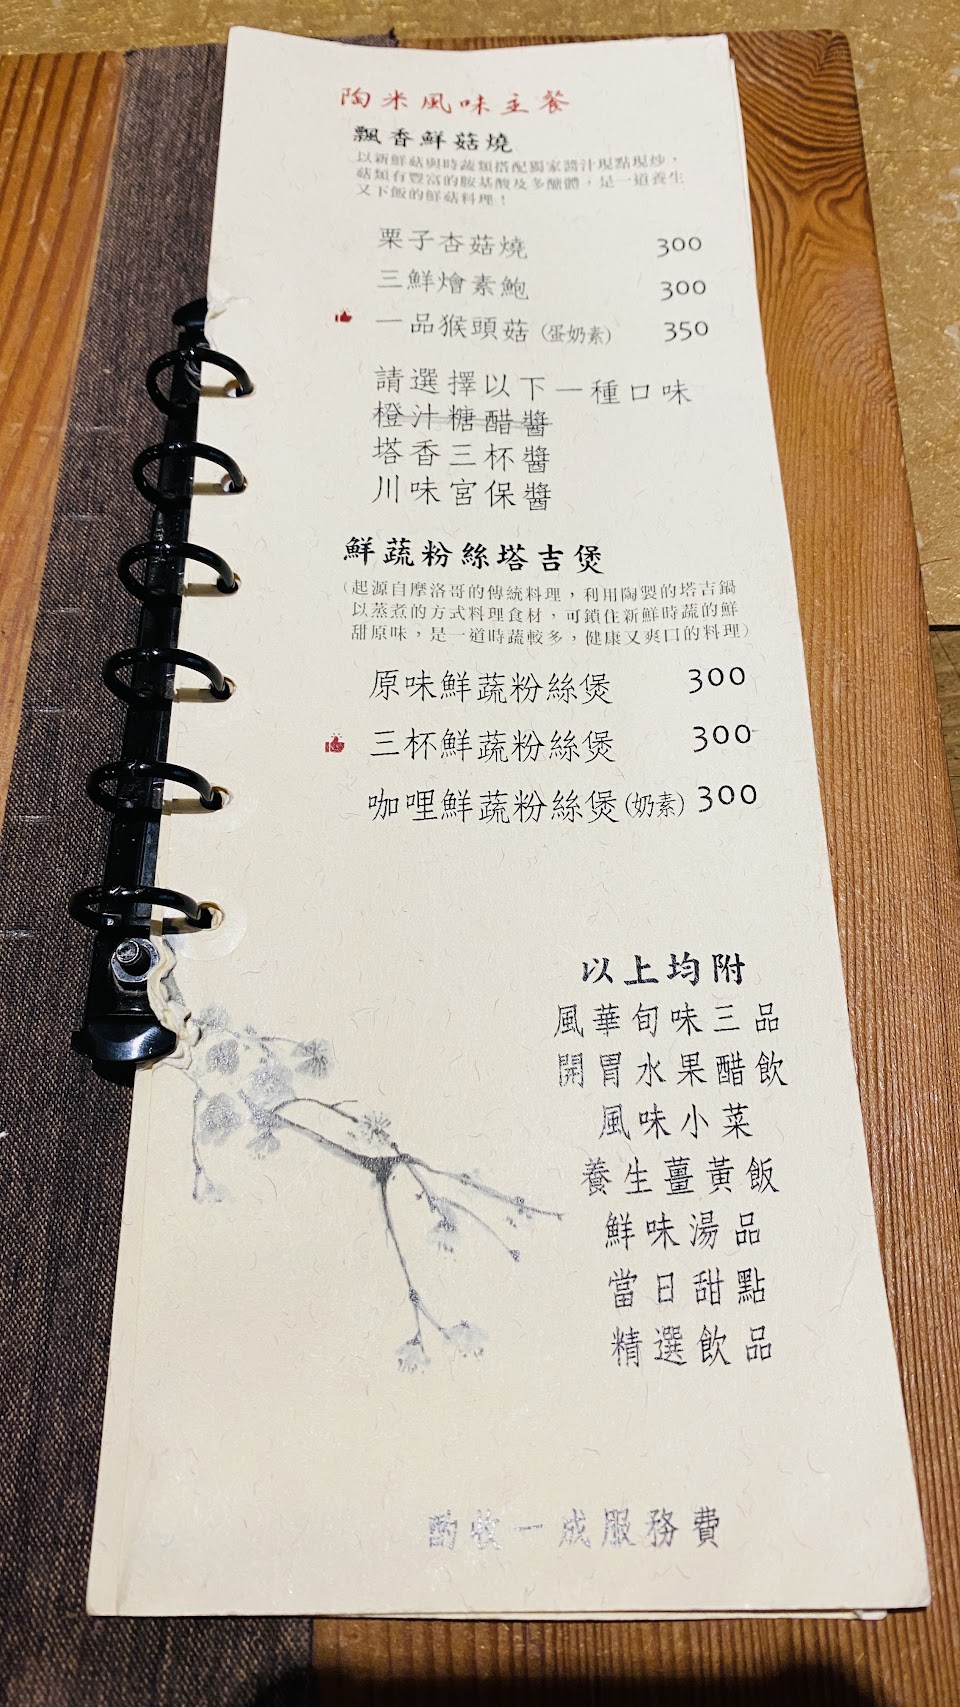 陶米風味主餐
飄香鮮菇燒
以新鮮菇與時蔬類搭配獨家醬汁現點現炒，
菇類有豐富的胺基酸及多醣體，是一道養生
又下飯的鮮菇料理！
栗子杏菇燒 300
三鮮燴素鮑 300
一品猴頭菇(蛋奶素) 350
請選擇以下一種口味
橙汁糖醋醬
塔香三杯醬
川味宮保醬
鮮蔬粉絲塔吉煲
(起源自摩洛哥的傳統料理，利用陶製的塔吉鍋
以蒸煮的方式料理食材，可鎖住新鮮時蔬的鮮
甜原味，是一道時蔬較多，健康又爽口的料理)
原味鮮蔬粉絲煲 300
三杯鮮蔬粉絲煲 300
咖哩鮮蔬粉絲煲(奶素) 300
以上均附
風華旬味三品
開胃水果醋飲
風味小菜
養生薑黃飯
鮮味湯品
當日甜點
精選飲品
酌收一成服務費